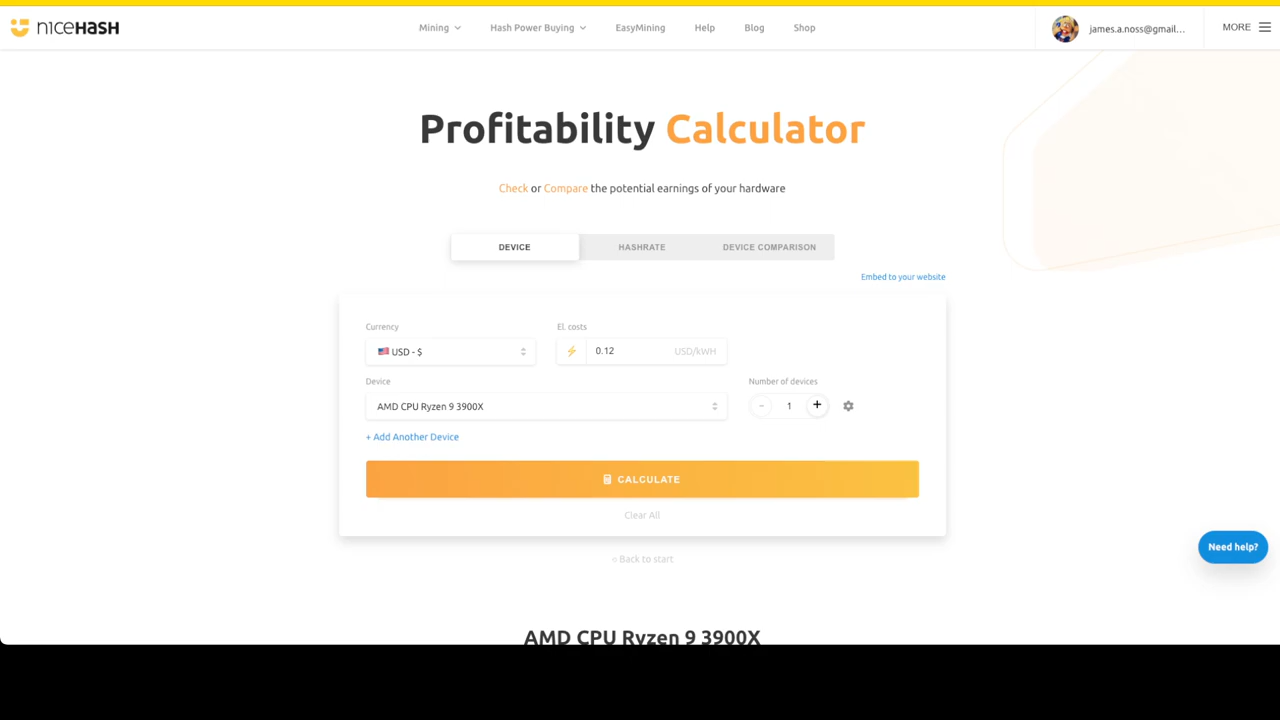 niceHASH
Mining
Hash Power Buying
EasyMining
Help
Blog
Shop
james.a.noss@gmail...
MORE
Profitability Calculator
Check or Compare the potential earnings of your hardware
DEVICE
HASHRATE
DEVICE COMPARISON
Embed to your website
Currency
El. costs
USD - $
0.12
USD/kWH
Device
Number of devices
AMD CPU Ryzen 9 3900X
- 1 +
+ Add Another Device
CALCULATE
Clear All
Back to start
Need help?
AMD CPU Ryzen 9 3900X